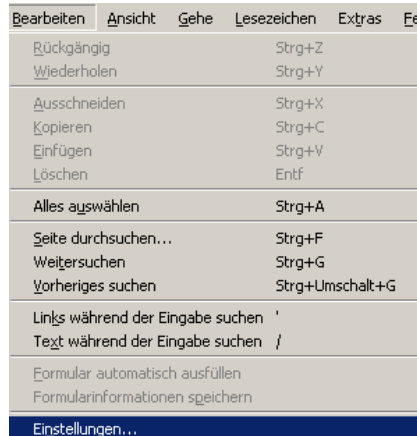 Bearbeiten Ansicht Gehe Lesezeichen Extras Fe
Rückgängig Strg+Z
Wiederholen Strg+Y
Ausschneiden Strg+X
Kopieren Strg+C
Einfügen Strg+V
Löschen Entf
Alles auswählen Strg+A
Seite durchsuchen... Strg+F
Weitersuchen Strg+G
Vorheriges suchen Strg+Umschalt+G
Links während der Eingabe suchen '
Text während der Eingabe suchen /
Formular automatisch ausfüllen
Formularinformationen speichern
Einstellungen...